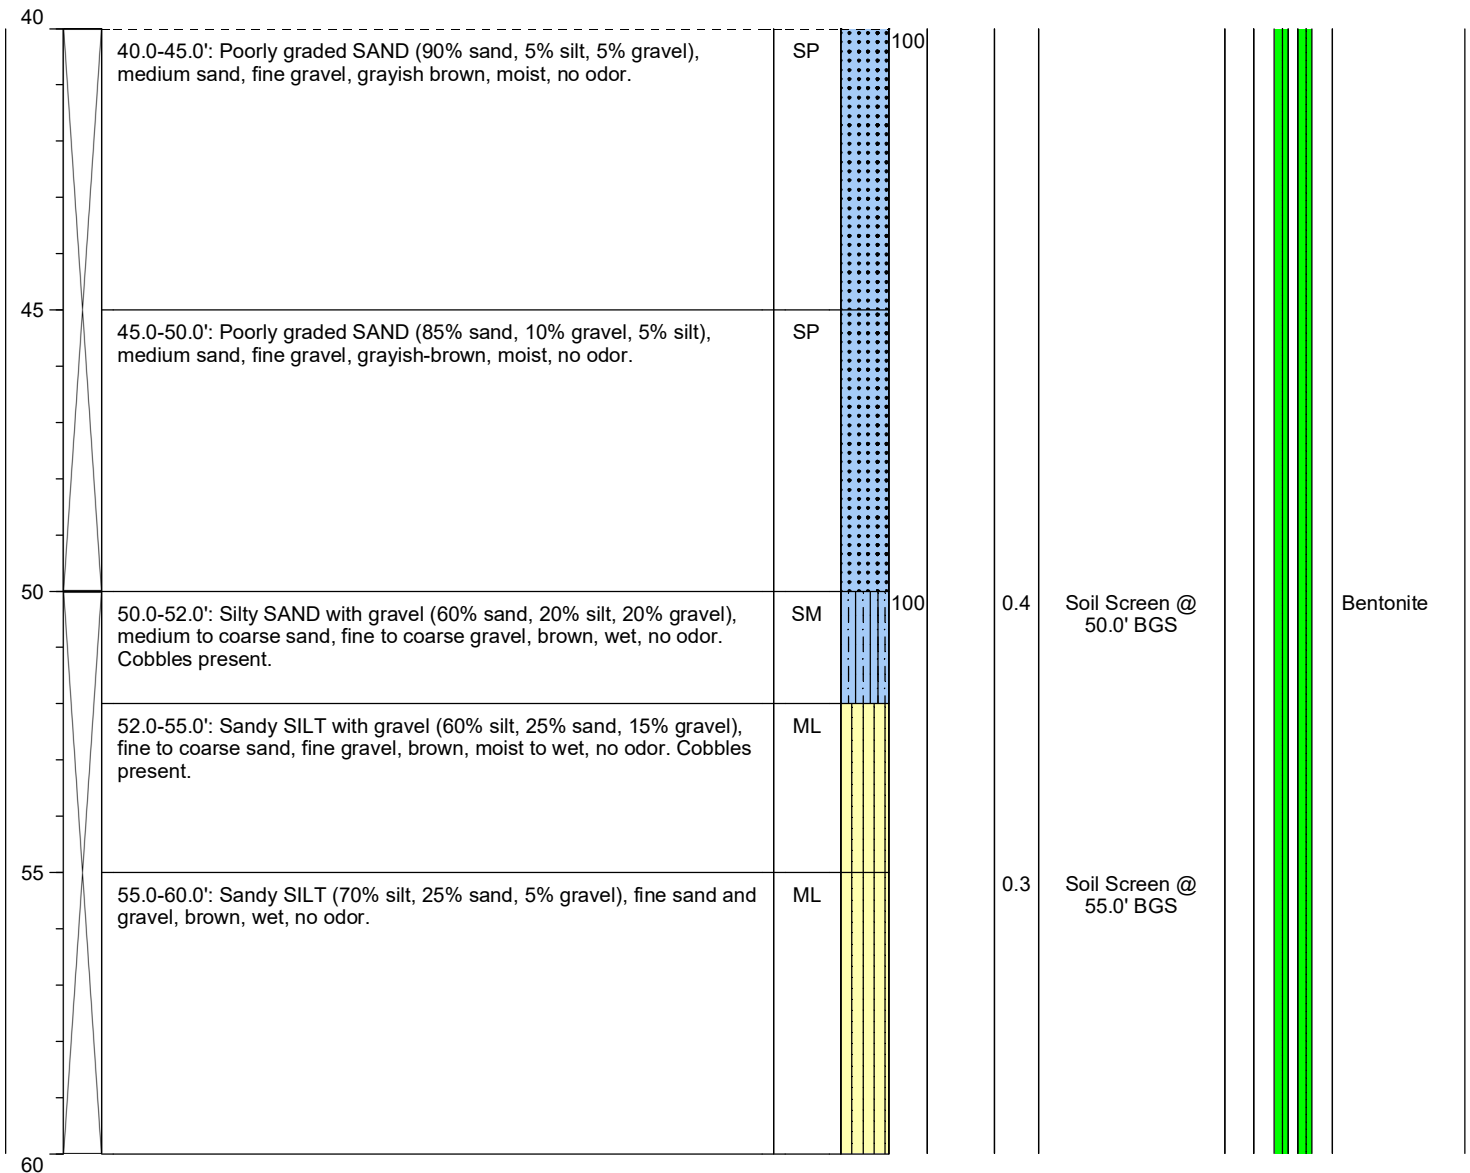 40
40.0-45.0': Poorly graded SAND (90% sand, 5% silt, 5% gravel),
medium sand, fine gravel, grayish brown, moist, no odor.
SP
100
45
45.0-50.0': Poorly graded SAND (85% sand, 10% gravel, 5% silt),
medium sand, fine gravel, grayish-brown, moist, no odor.
SP
50
50.0-52.0': Silty SAND with gravel (60% sand, 20% silt, 20% gravel),
medium to coarse sand, fine to coarse gravel, brown, wet, no odor.
Cobbles present.
SM
100
0.4
Soil Screen @
50.0' BGS
Bentonite
52.0-55.0': Sandy SILT with gravel (60% silt, 25% sand, 15% gravel),
fine to coarse sand, fine gravel, brown, moist to wet, no odor. Cobbles
present.
ML
55
55.0-60.0': Sandy SILT (70% silt, 25% sand, 5% gravel), fine sand and
gravel, brown, wet, no odor.
ML
0.3
Soil Screen @
55.0' BGS
60